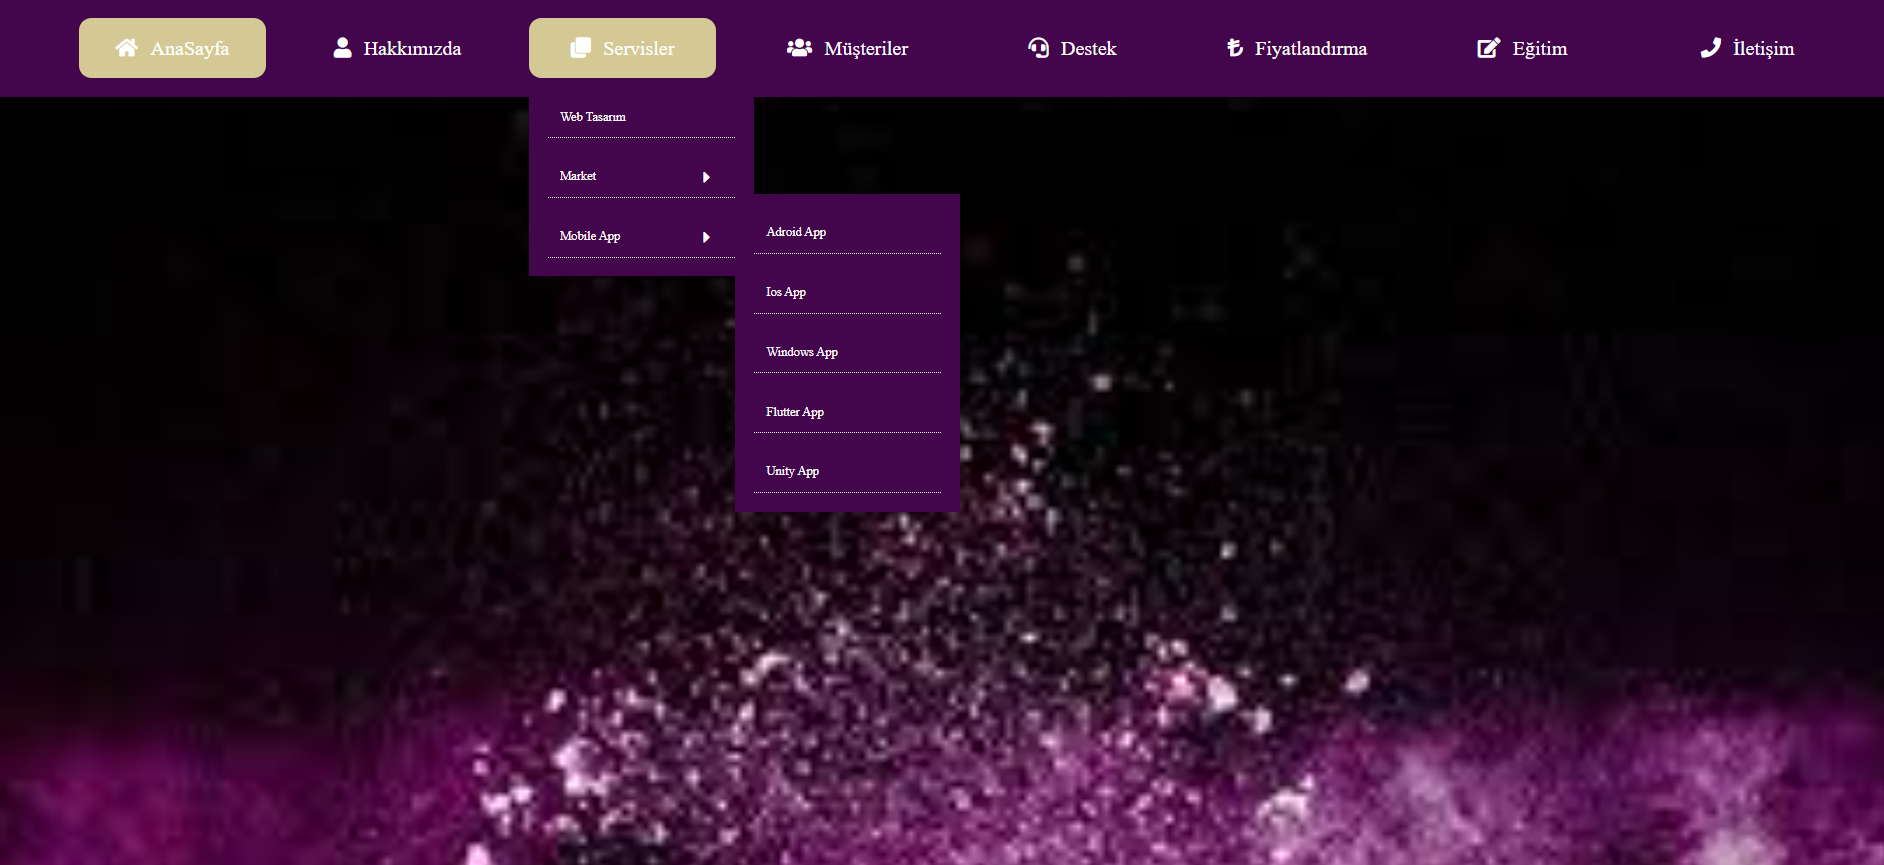 AnaSayfa Hakkımızda Servisler Müşteriler Destek Fiyatlandırma Eğitim İletişim
Web Tasarım
Market
Mobile App
Adroid App
Ios App
Windows App
Flutter App
Unity App